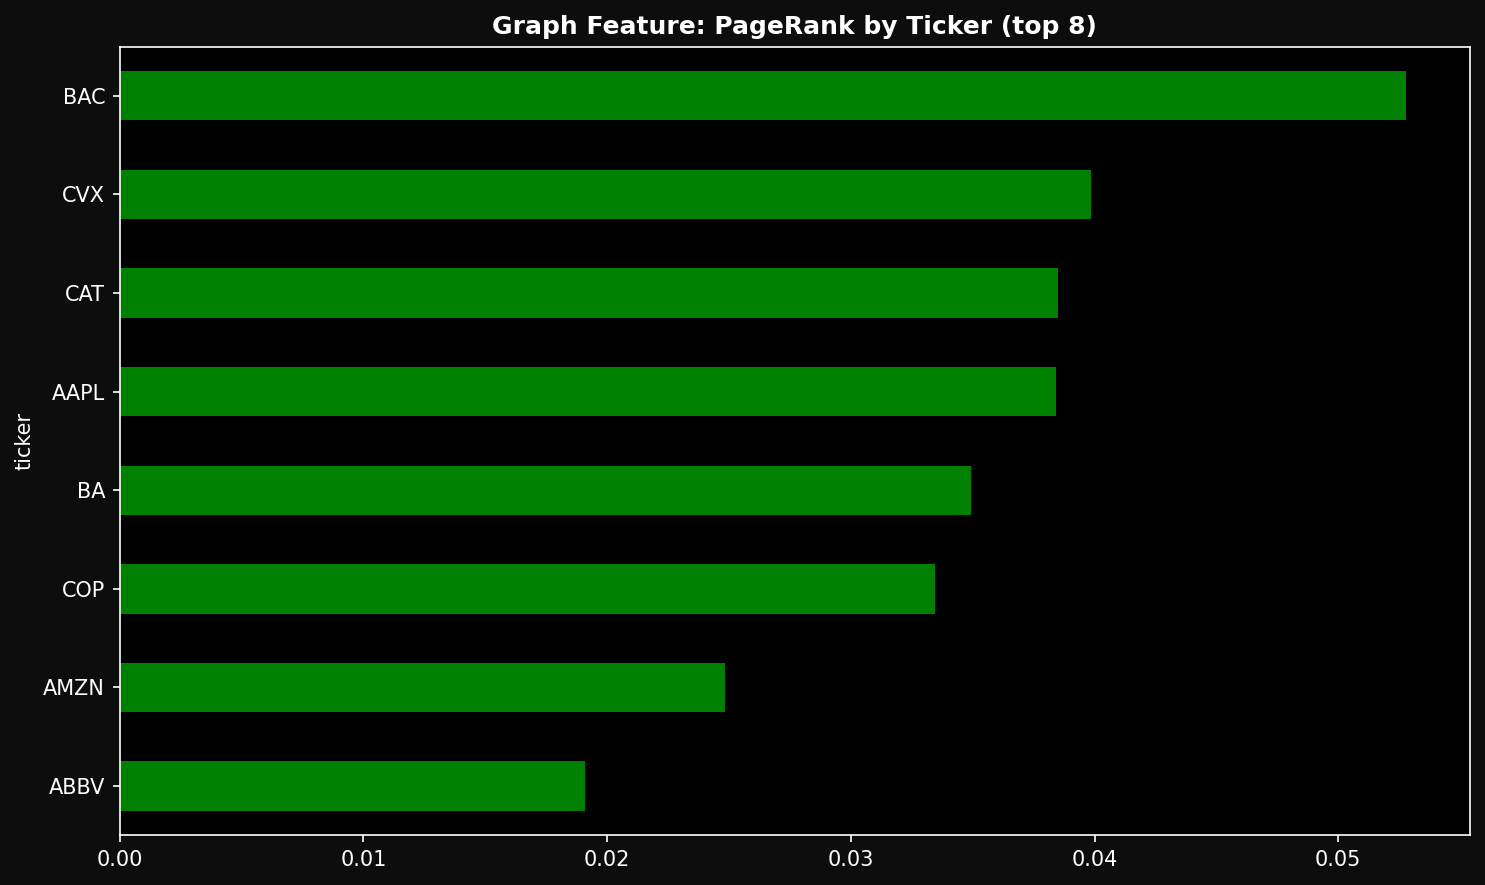 Graph Feature: PageRank by Ticker (top 8)
BAC
CVX
CAT
AAPL
BA
COP
AMZN
ABBV
ticker
0.00 0.01 0.02 0.03 0.04 0.05